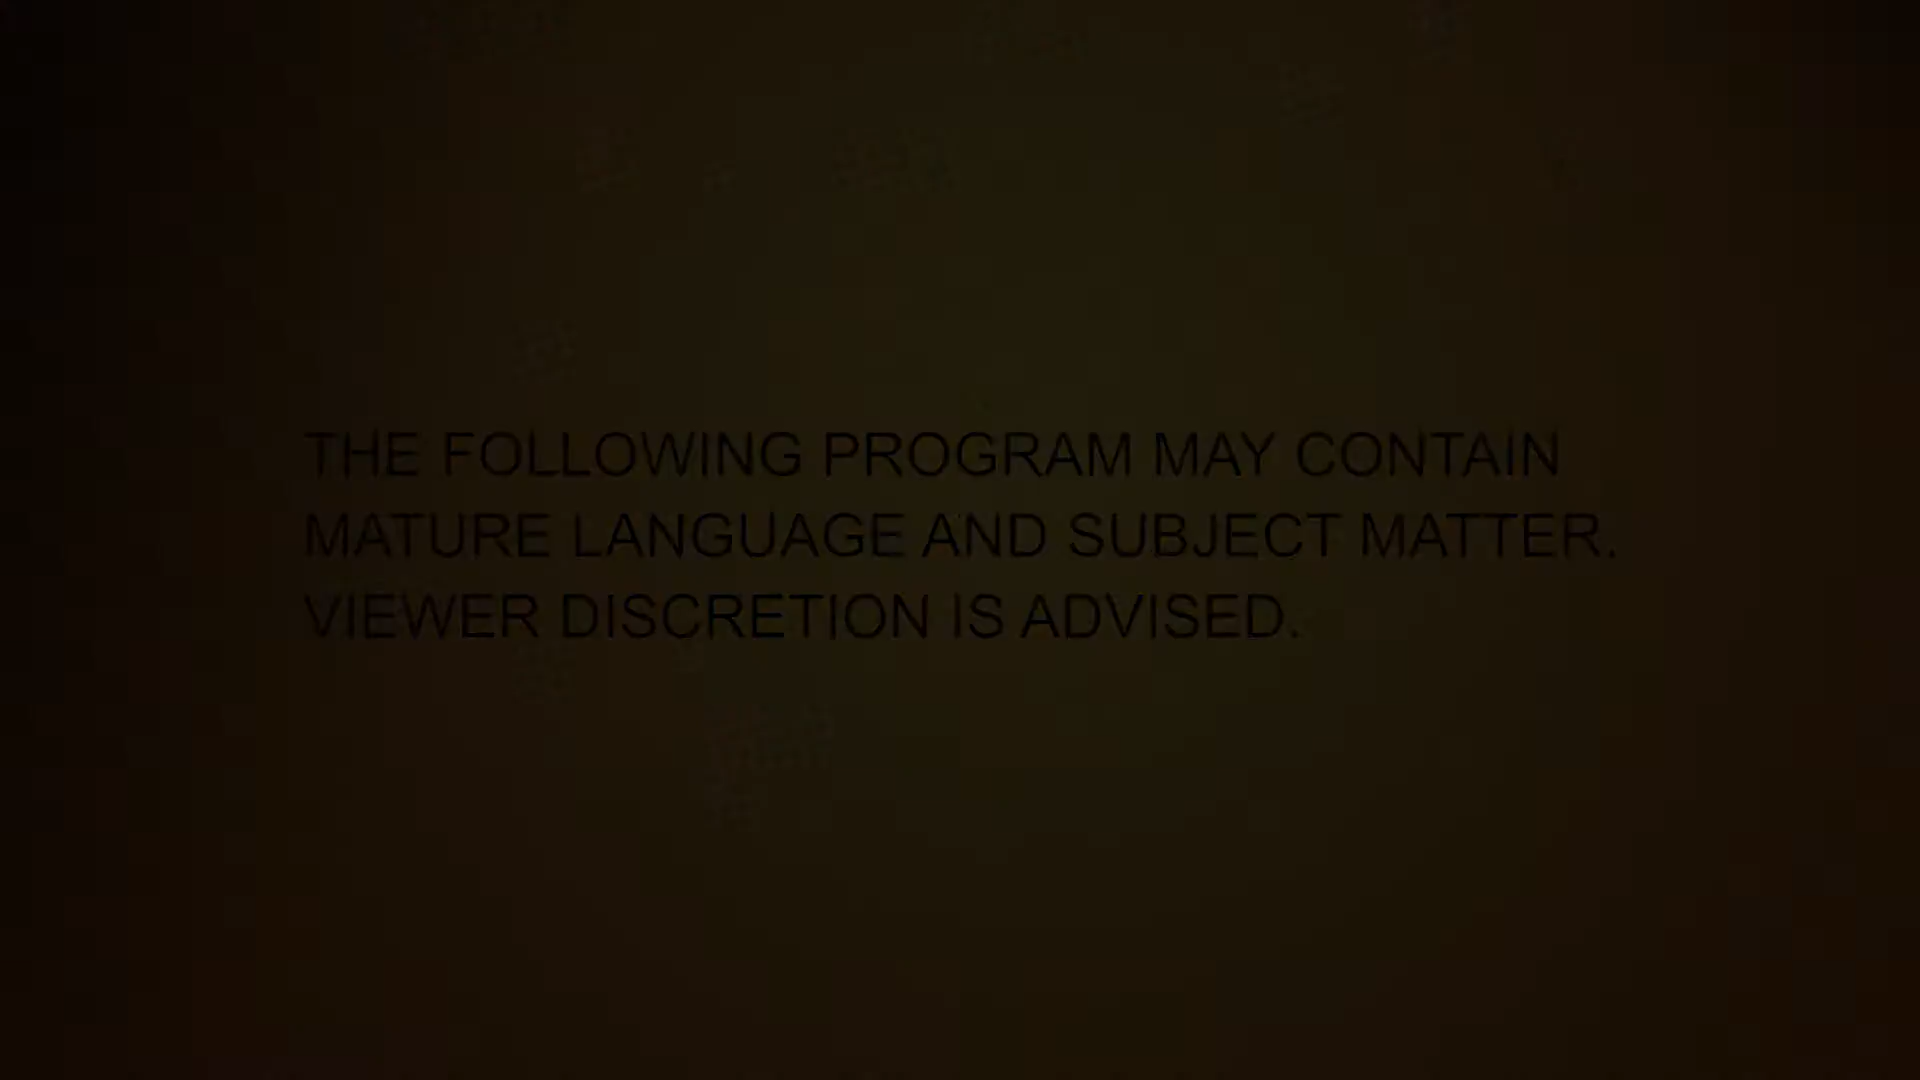 THE FOLLOWING PROGRAM MAY CONTAIN
MATURE LANGUAGE AND SUBJECT MATTER.
VIEWER DISCRETION IS ADVISED.